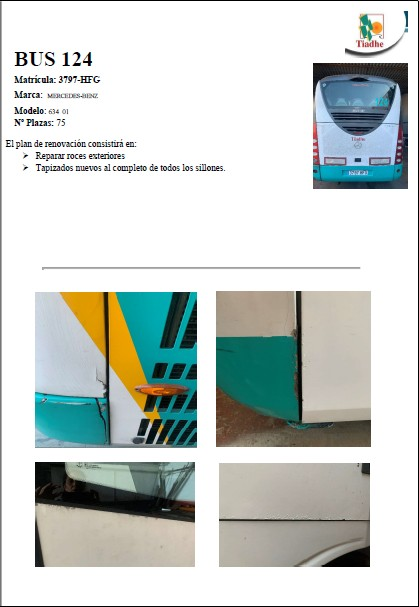 Tiadhe
BUS 124
Matrícula: 3797-HFG
Marca: MERCEDES-BENZ
Modelo: 634 01
Nº Plazas: 75
El plan de renovación consistirá en:
Reparar roces exteriores
Tapizados nuevos al completo de todos los sillones.
Tiadhe